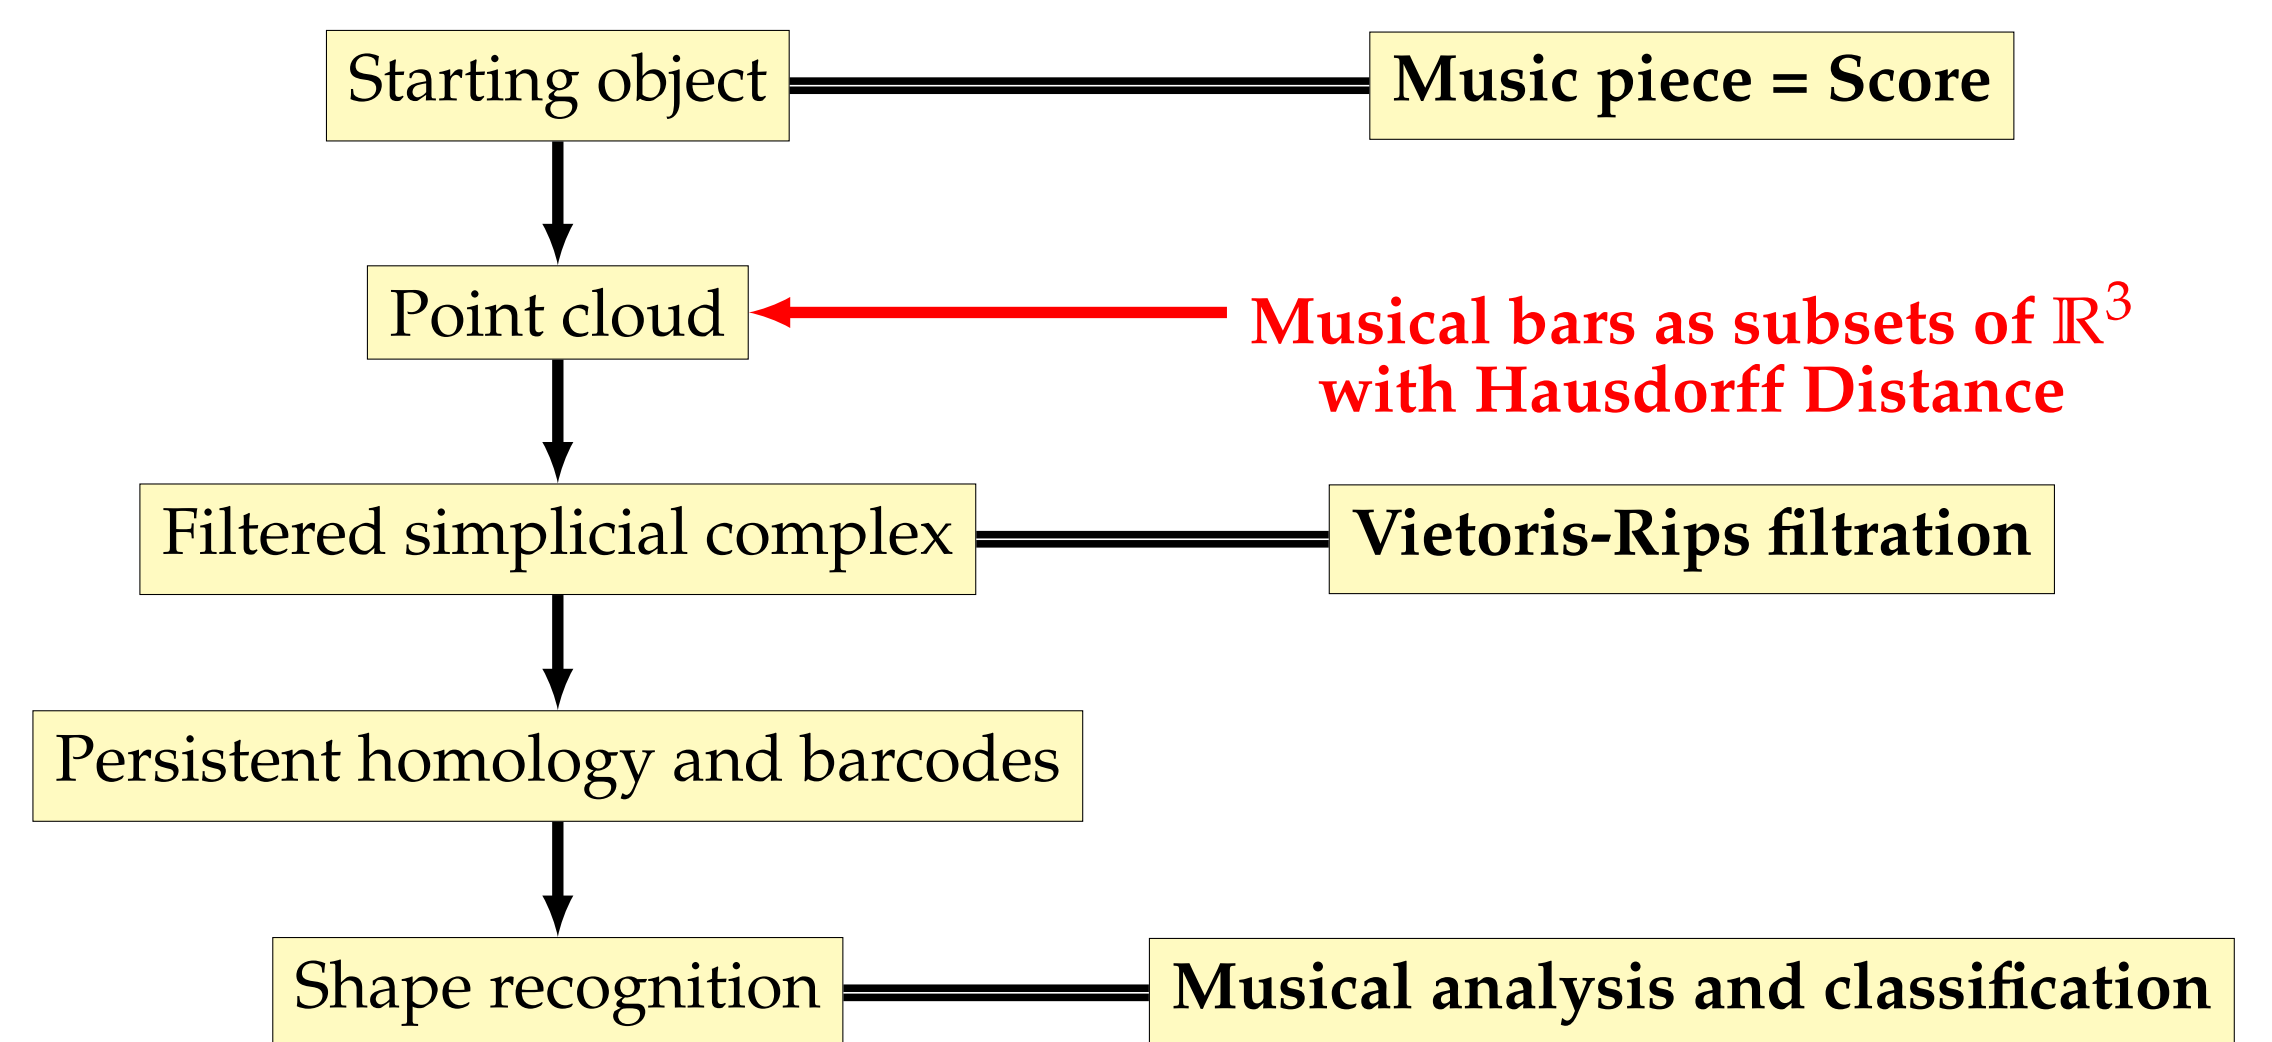 Starting object
Music piece = Score
Point cloud
Musical bars as subsets of ℝ³
with Hausdorff Distance
Filtered simplicial complex
Vietoris-Rips filtration
Persistent homology and barcodes
Shape recognition
Musical analysis and classification